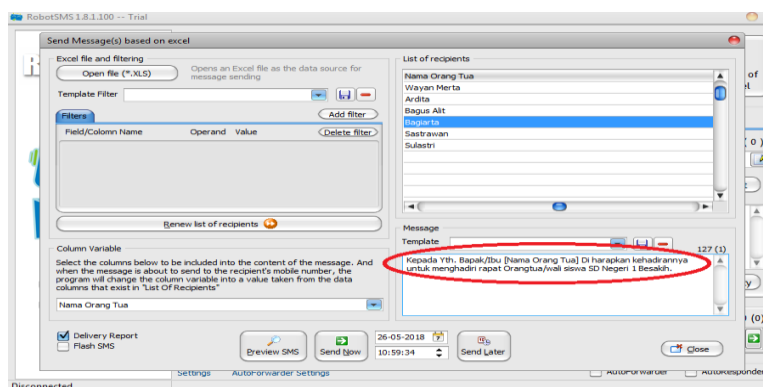 RobotSMS 1.8.1.100 -- Trial
Send Message(s) based on excel
Excel file and filtering
Open file (*.XLS)
Opens an Excel file as the data source for
message sending
Template Filter
Filters
Add filter
Field/Colomn Name Operand Value
Delete filter
Renew list of recipients
Column Variable
Select the columns below to be included into the content of the message. And
when the message is about to send to the recipient's mobile number, the
program will change the column variable into a value taken from the data
columns that exist in "List Of Recipients"
Nama Orang Tua
List of recipients
Nama Orang Tua
Wayan Merta
Ardita
Bagus Alit
Bagiarta
Sastrawan
Sulastri
Message
Template
127 (1)
Kepada Yth. Bapak/Ibu [Nama Orang Tua] Di harapkan kehadirannya
untuk menghadiri rapat Orangtua/wali siswa SD Negeri 1 Besakih.
Delivery Report
Flash SMS
Preview SMS
Send Now
26-05-2018
10:59:34
Send Later
Close
of
( 0 )
(0)
Settings AutoForwarder Settings
AutoForwarder
AutoResponder
Disconnected